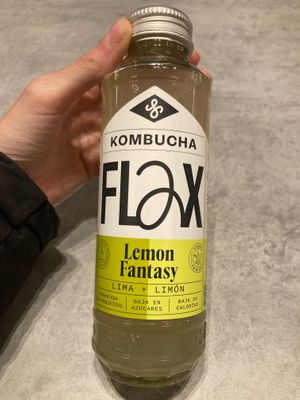 KOMBUCHA
FLAX
Lemon
Fantasy
LIMA + LIMÓN
BAJA EN
AZÚCARES
BAJA EN
CALORÍAS